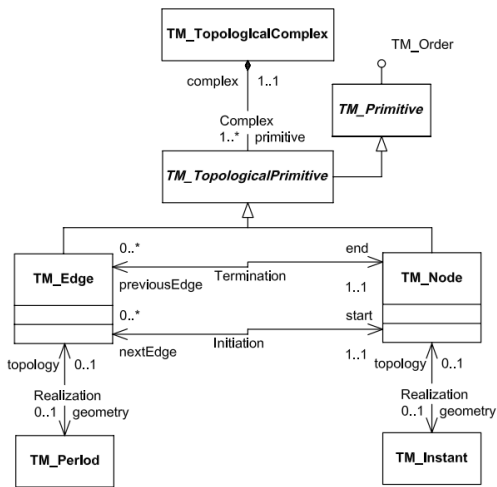 TM_TopologicalComplex
TM_Order
complex 1..1
TM_Primitive
Complex
1..* primitive
TM_TopologicalPrimitive
0..* end
TM_Edge
TM_Node
previousEdge Termination 1..1
0..* start
nextEdge Initiation 1..1
topology 0..1
topology 0..1
Realization
Realization
0..1 geometry
0..1 geometry
TM_Period
TM_Instant